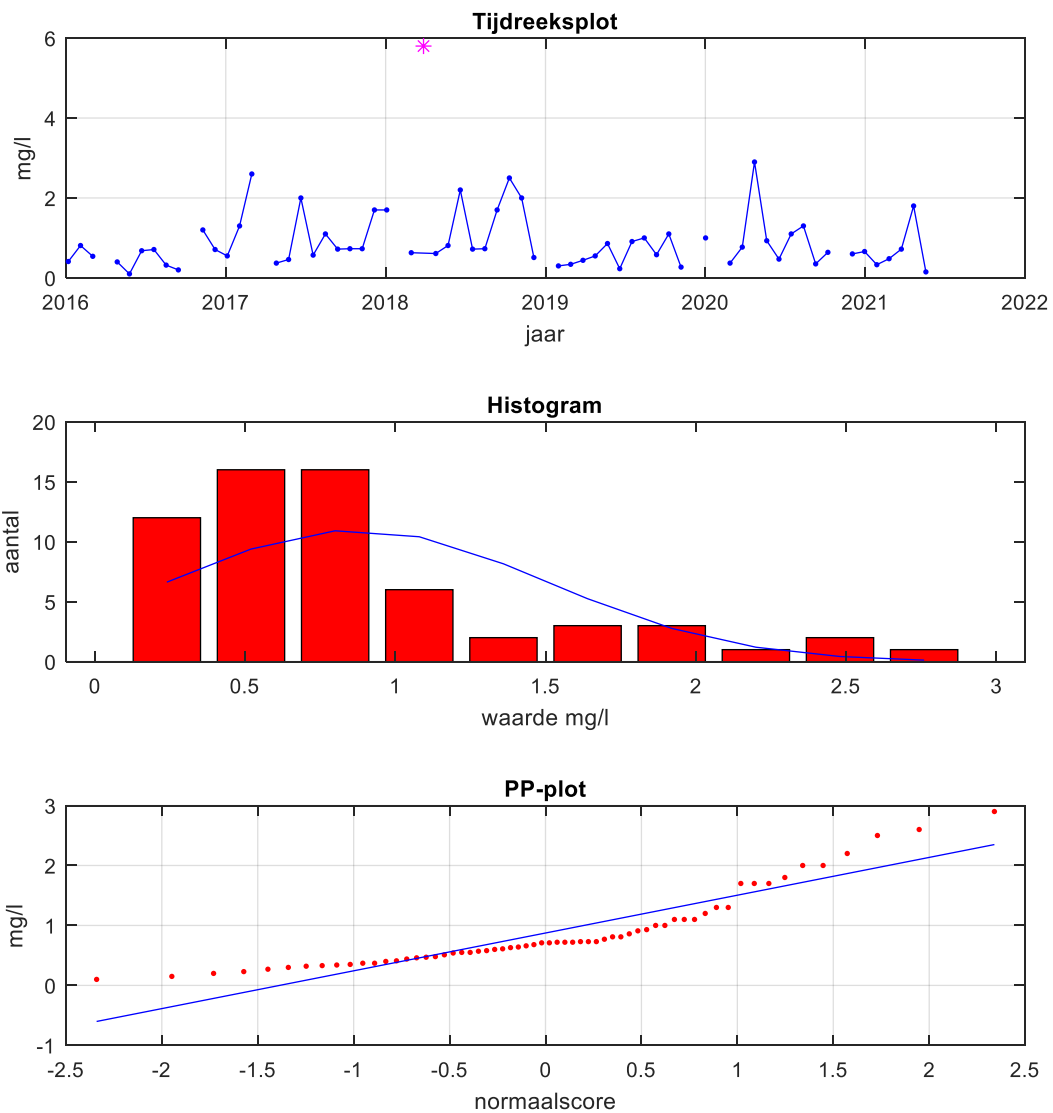 Tijdreeksplot
6
4
2
0
mg/l
2016 2017 2018 2019 2020 2021 2022
jaar
Histogram
20
15
10
5
0
aantal
0 0.5 1 1.5 2 2.5 3
waarde mg/l
PP-plot
3
2
1
0
-1
mg/l
-2.5 -2 -1.5 -1 -0.5 0 0.5 1 1.5 2 2.5
normaalscore